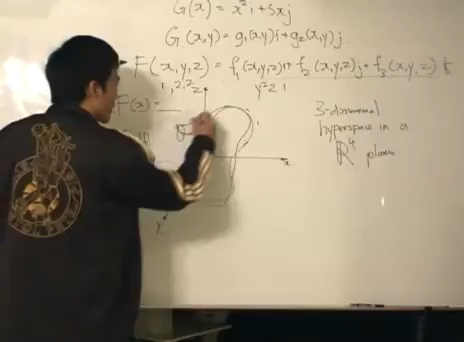 G(x) = x²i + 3xj
G(x,y) = g₁(x,y)i + g₂(x,y)j
F(x,y,z) = f₁(x,y,z)i + f₂(x,y,z)j + f₃(x,y,z)k
y²z
F(x) =
3-dimensional
hyperspace in a
ℝ⁴ plane
x